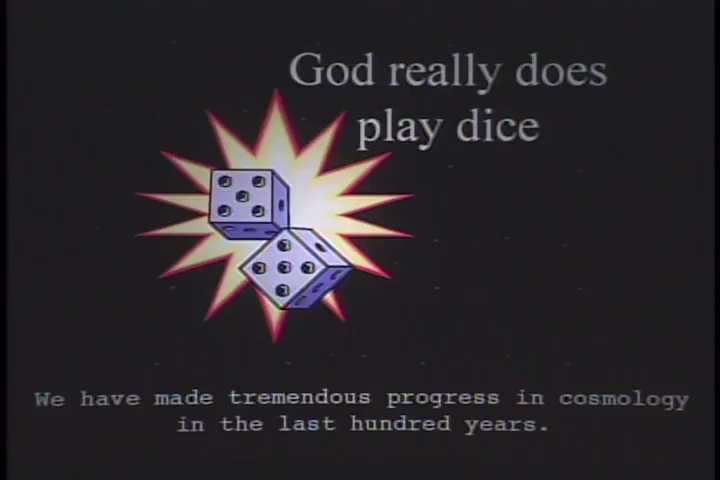 God really does
play dice
We have made tremendous progress in cosmology
in the last hundred years.